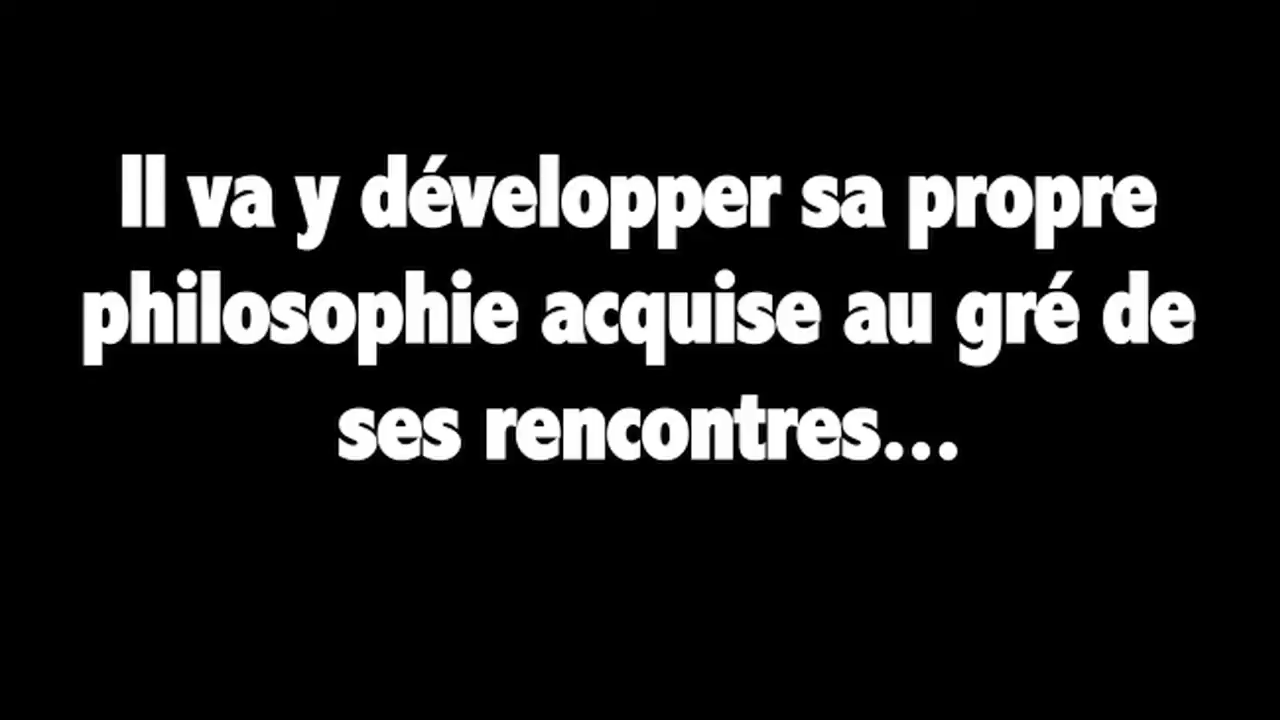 Il va y développer sa propre
philosophie acquise au gré de
ses rencontres...